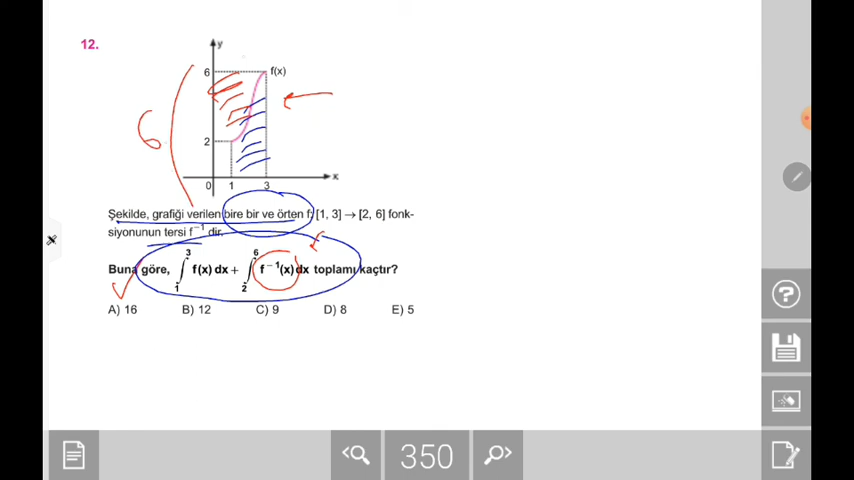 12.
y
6
f(x)
6
2
0
1
3
x
Şekilde, grafiği verilen bire bir ve örten f: [1, 3] → [2, 6] fonk-
siyonunun tersi f⁻¹ dir.
Buna göre, ∫₁³ f(x) dx + ∫₂⁶ f⁻¹(x) dx toplamı kaçtır?
A) 16 B) 12 C) 9 D) 8 E) 5
350